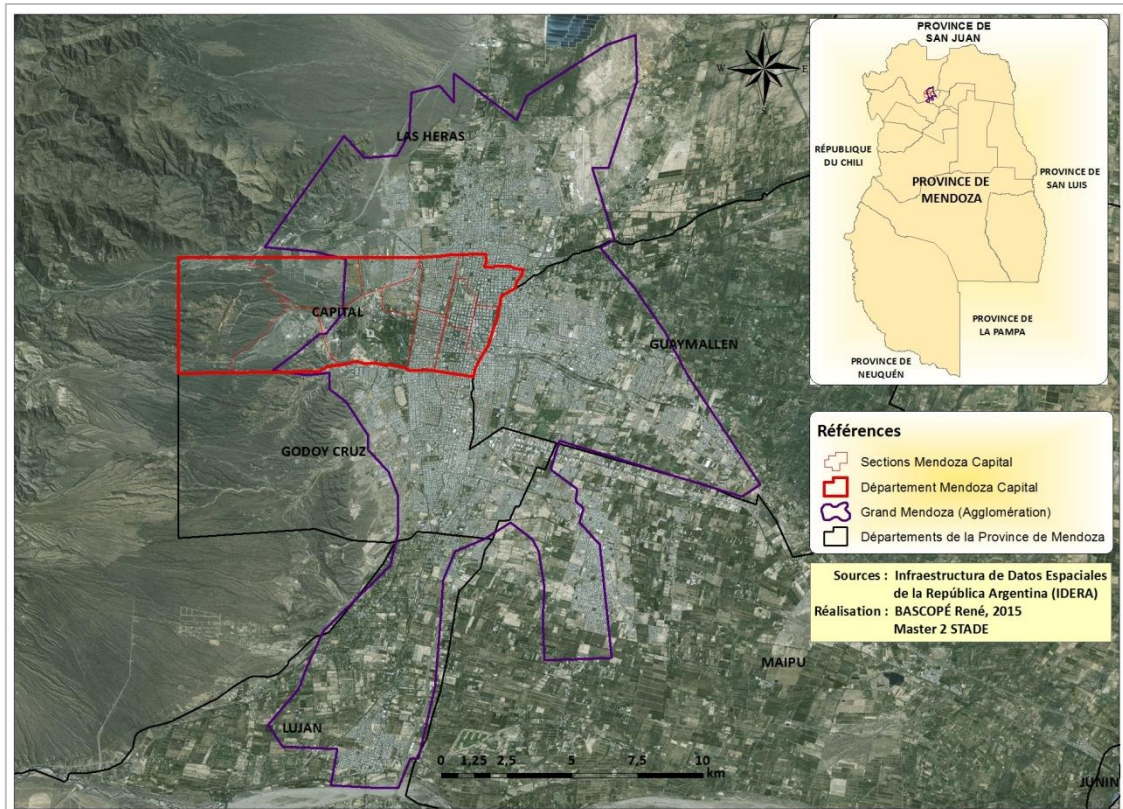 PROVINCE DE
SAN JUAN
N
W E
S
LAS HERAS
RÉPUBLIQUE
DU CHILI
PROVINCE DE
SAN LUIS
PROVINCE DE
MENDOZA
CAPITAL
PROVINCE DE
LA PAMPA
GUAYMALLEN
PROVINCE DE
NEUQUÉN
GODOY CRUZ
Références
Sections Mendoza Capital
Département Mendoza Capital
Grand Mendoza (Agglomération)
Départements de la Province de Mendoza
Sources : Infraestructura de Datos Espaciales
de la República Argentina (IDERA)
Réalisation : BASCOPÉ René, 2015
Master 2 STADE
MAIPU
LUJAN
0 1,25 2,5 5 7,5 10
km
JUNIN